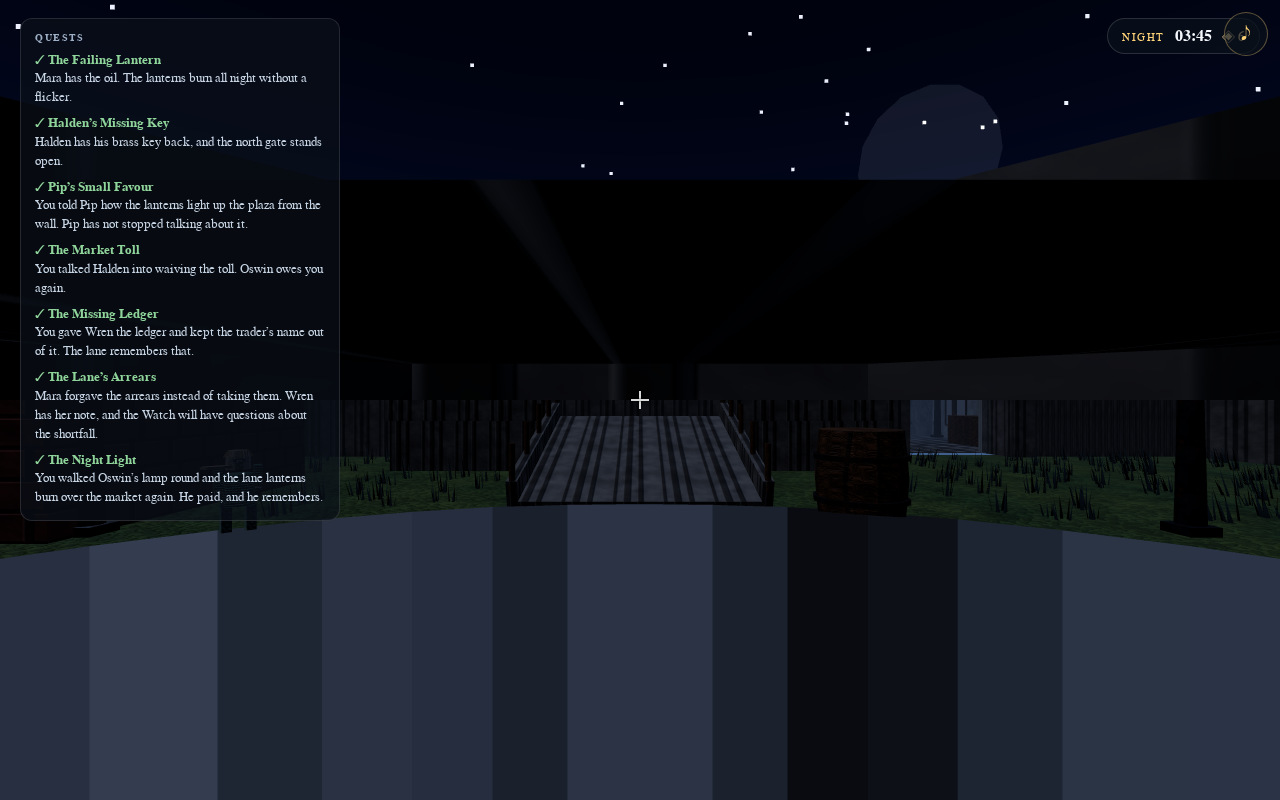 QUESTS
✓ The Failing Lantern
Mara has the oil. The lanterns burn all night without a
flicker.
✓ Halden’s Missing Key
Halden has his brass key back, and the north gate stands
open.
✓ Pip’s Small Favour
You told Pip how the lanterns light up the plaza from the
wall. Pip has not stopped talking about it.
✓ The Market Toll
You talked Halden into waiving the toll. Oswin owes you
again.
✓ The Missing Ledger
You gave Wren the ledger and kept the trader’s name out
of it. The lane remembers that.
✓ The Lane’s Arrears
Mara forgave the arrears instead of taking them. Wren
has her note, and the Watch will have questions about
the shortfall.
✓ The Night Light
You walked Oswin’s lamp round and the lane lanterns
burn over the market again. He paid, and he remembers.
NIGHT 03:45